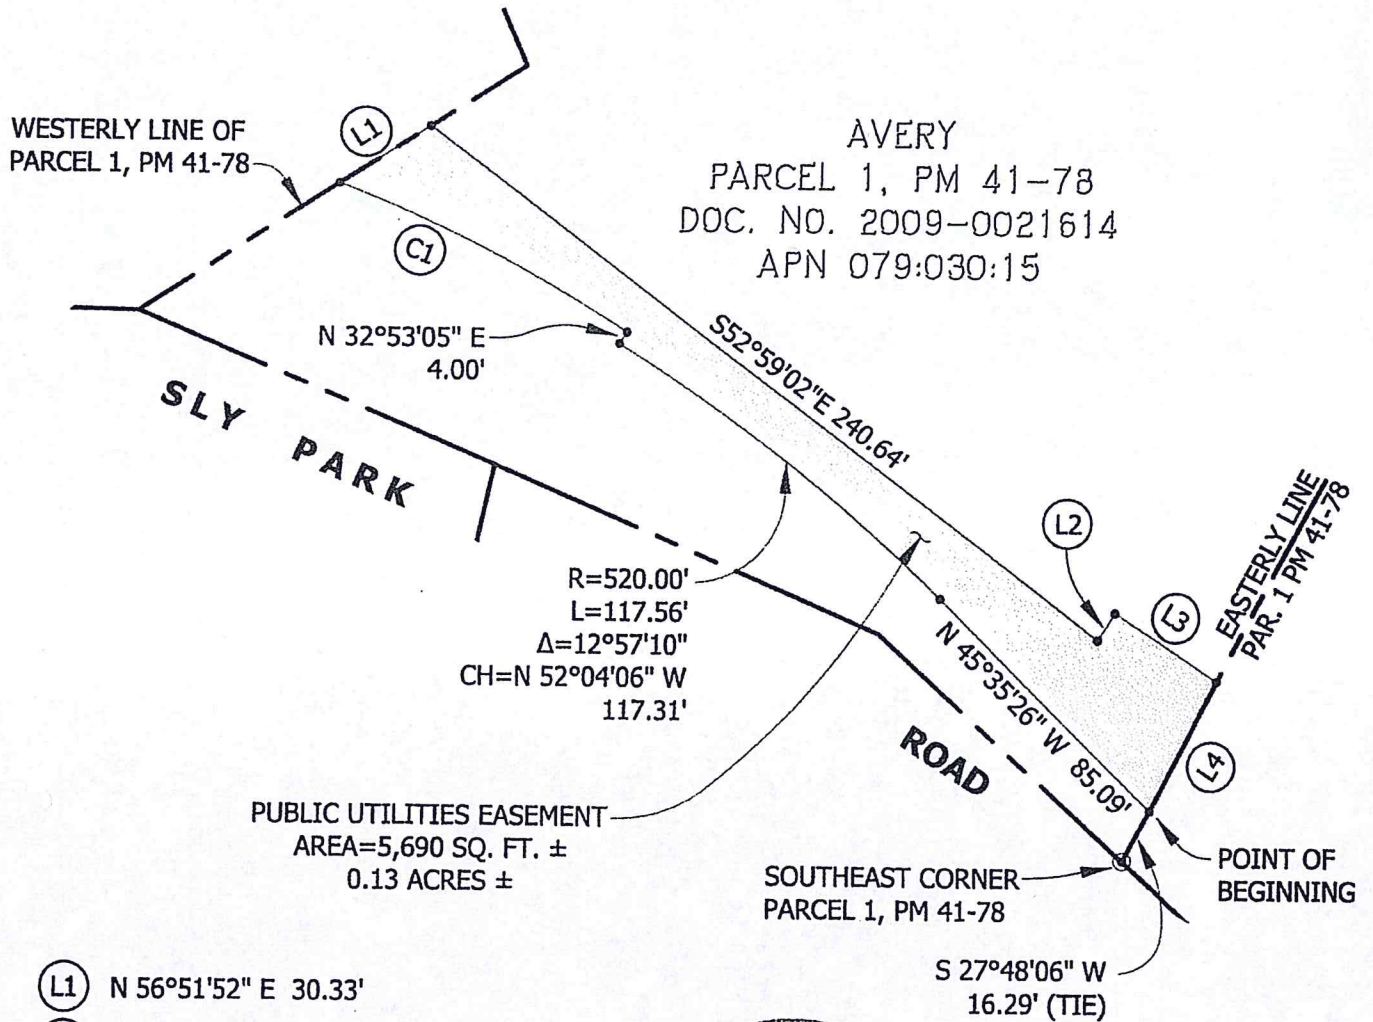 WESTERLY LINE OF
PARCEL 1, PM 41-78
L1
AVERY
PARCEL 1, PM 41-78
DOC. NO. 2009-0021614
APN 079:030:15
C1
N 32°53'05" E
4.00'
S52°59'02"E 240.64'
SLY PARK
ROAD
L2
L3
EASTERLY LINE
PAR. 1 PM 41-78
R=520.00'
L=117.56'
Δ=12°57'10"
CH=N 52°04'06" W
117.31'
N 45°35'26" W 85.09'
L4
PUBLIC UTILITIES EASEMENT
AREA=5,690 SQ. FT. ±
0.13 ACRES ±
SOUTHEAST CORNER
PARCEL 1, PM 41-78
POINT OF
BEGINNING
S 27°48'06" W
16.29' (TIE)
L1 N 56°51'52" E 30.33'